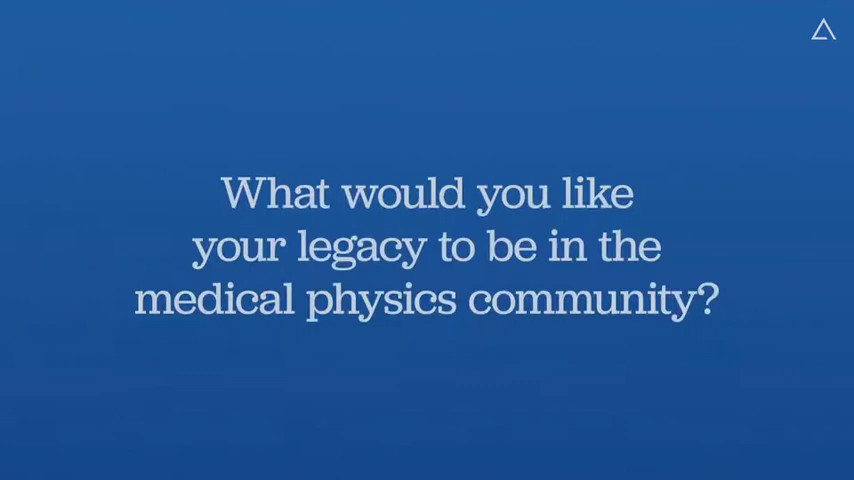 What would you like
your legacy to be in the
medical physics community?